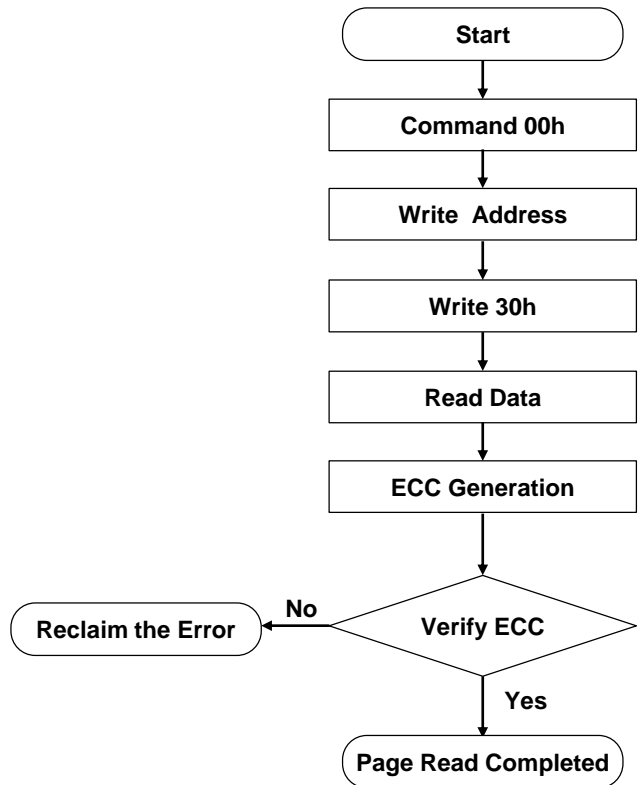 Start
Command 00h
Write Address
Write 30h
Read Data
ECC Generation
No
Reclaim the Error
Verify ECC
Yes
Page Read Completed